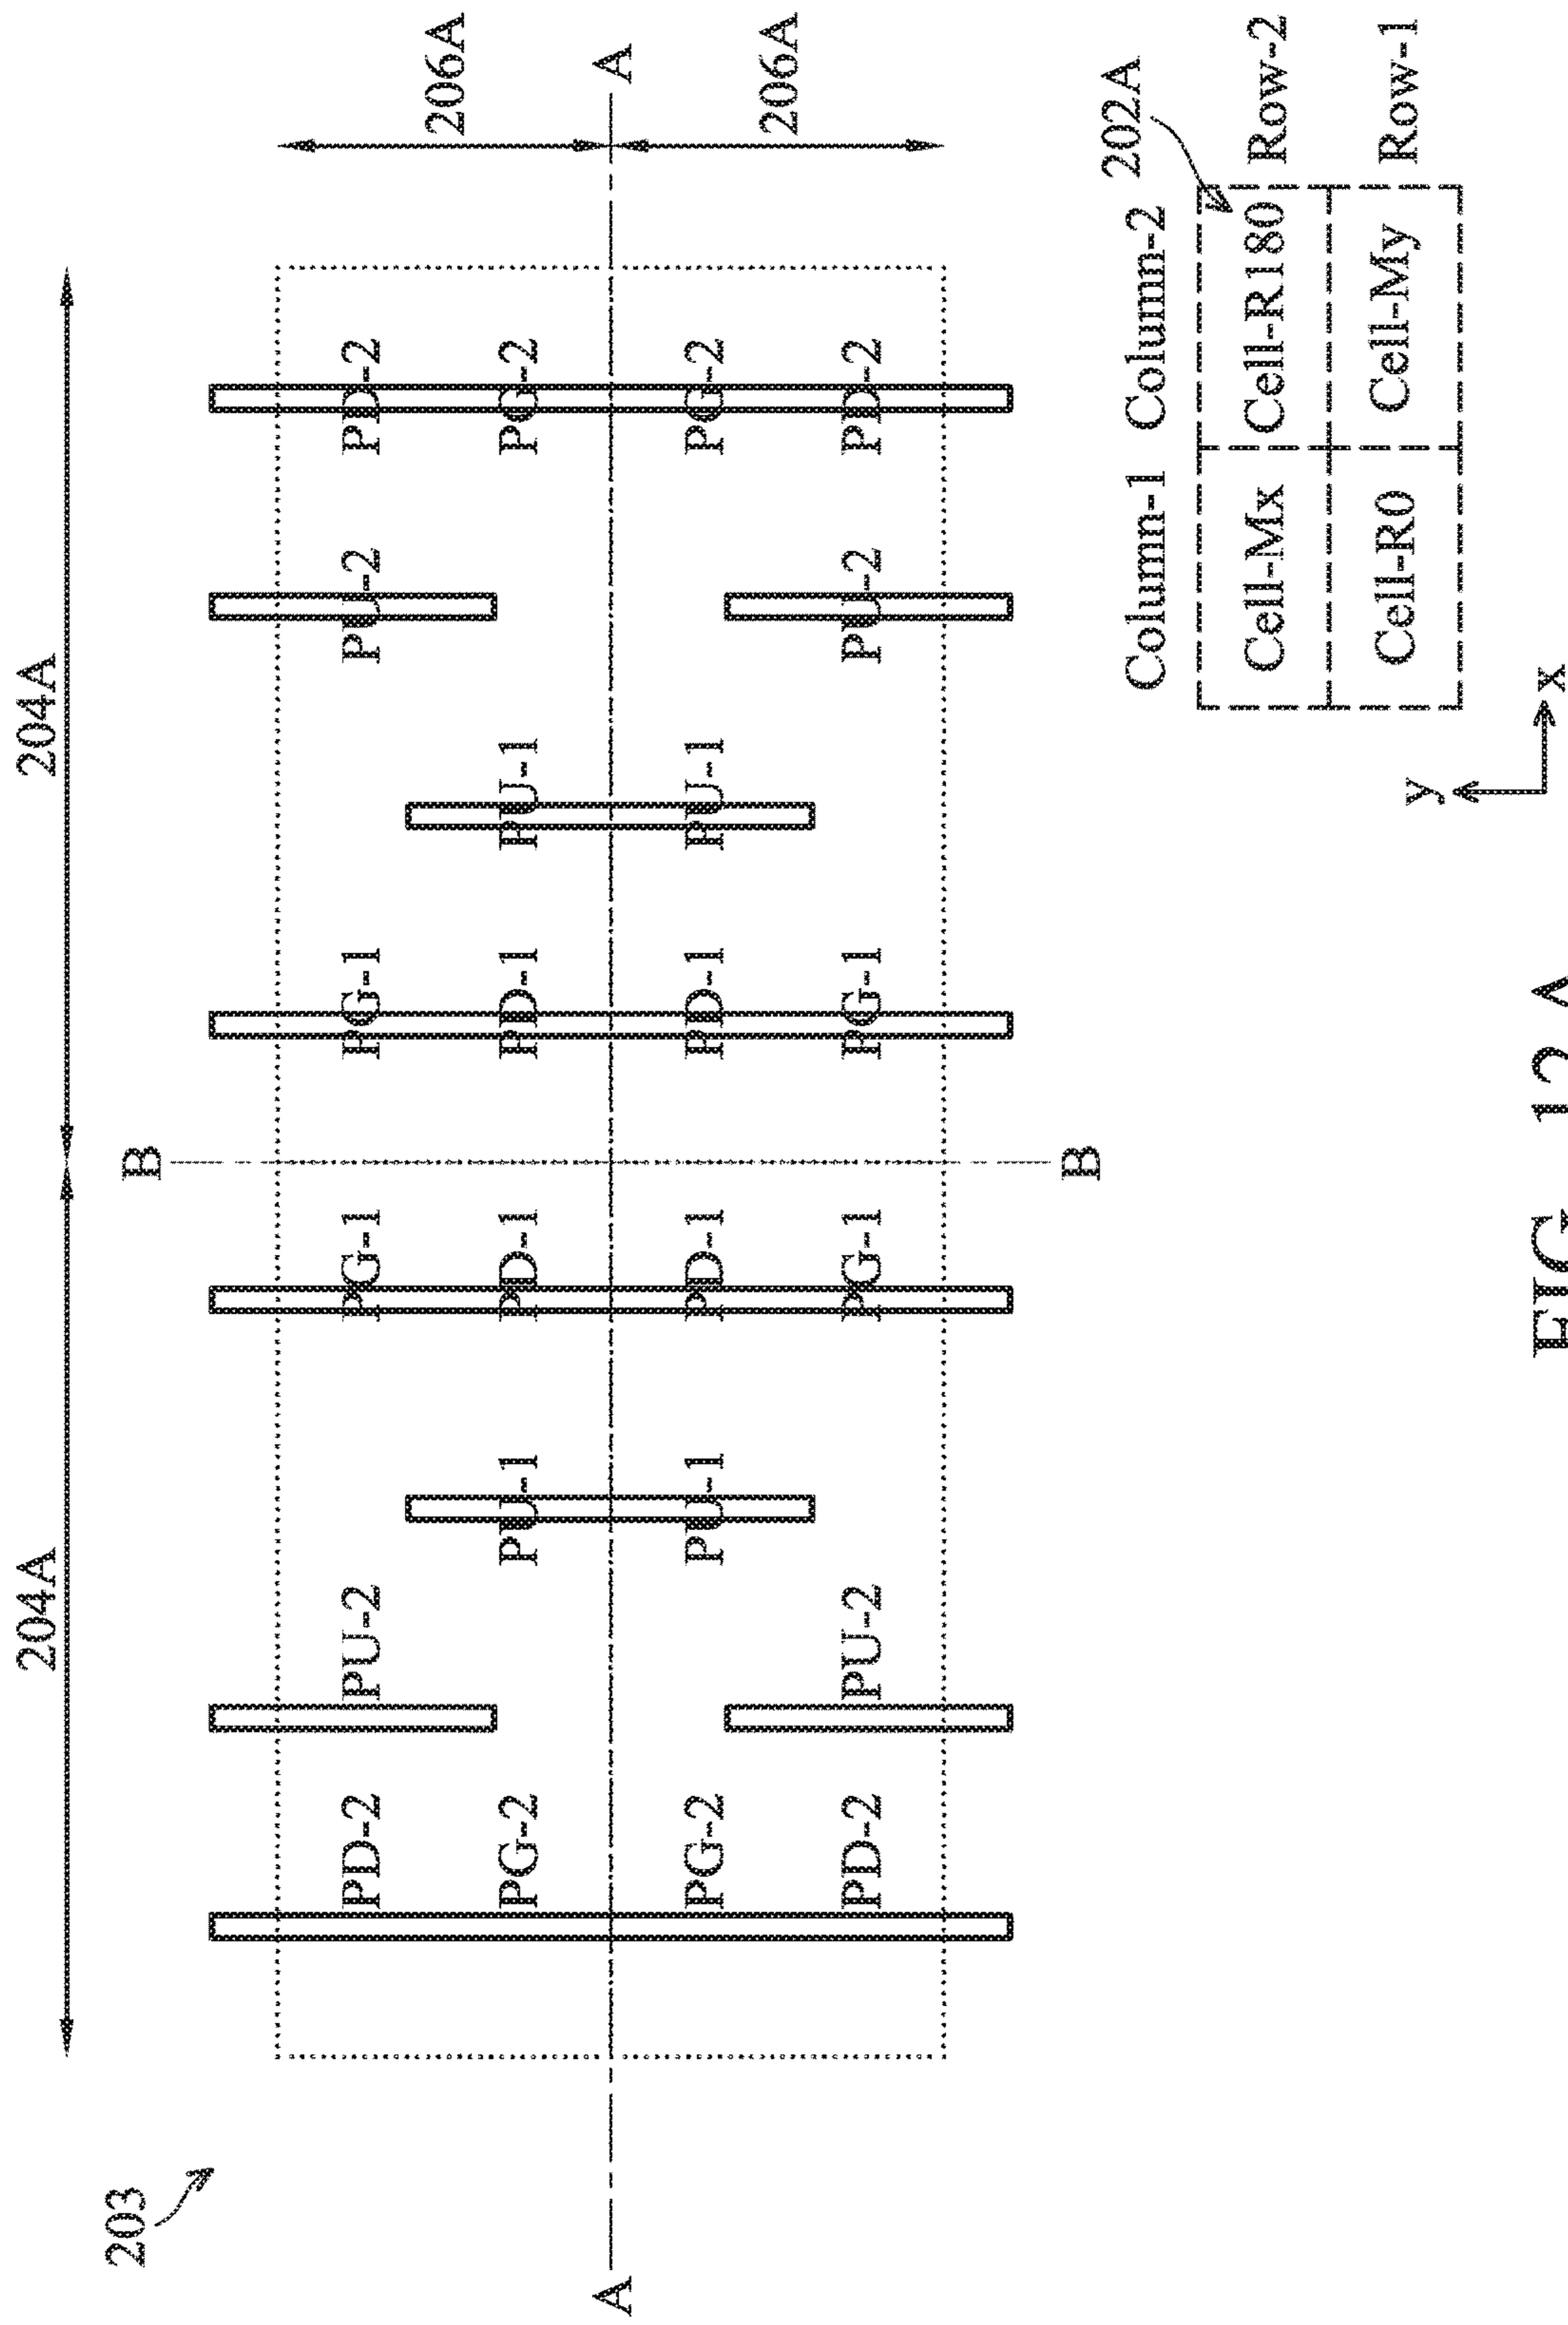 204A 204A
203
B
PD-2 PU-2 PG-1 PG-1 PU-2 PD-2
206A
PG-2 PU-1 PD-1 PD-1 PU-1 PG-2
A A
PG-2 PU-1 PD-1 PD-1 PU-1 PG-2
206A
PD-2 PU-2 PG-1 PG-1 PU-2 PD-2
B
202A
Column-1 Column-2
Cell-Mx Cell-R180 Row-2
Cell-R0 Cell-My Row-1
y
x
FIG 12A